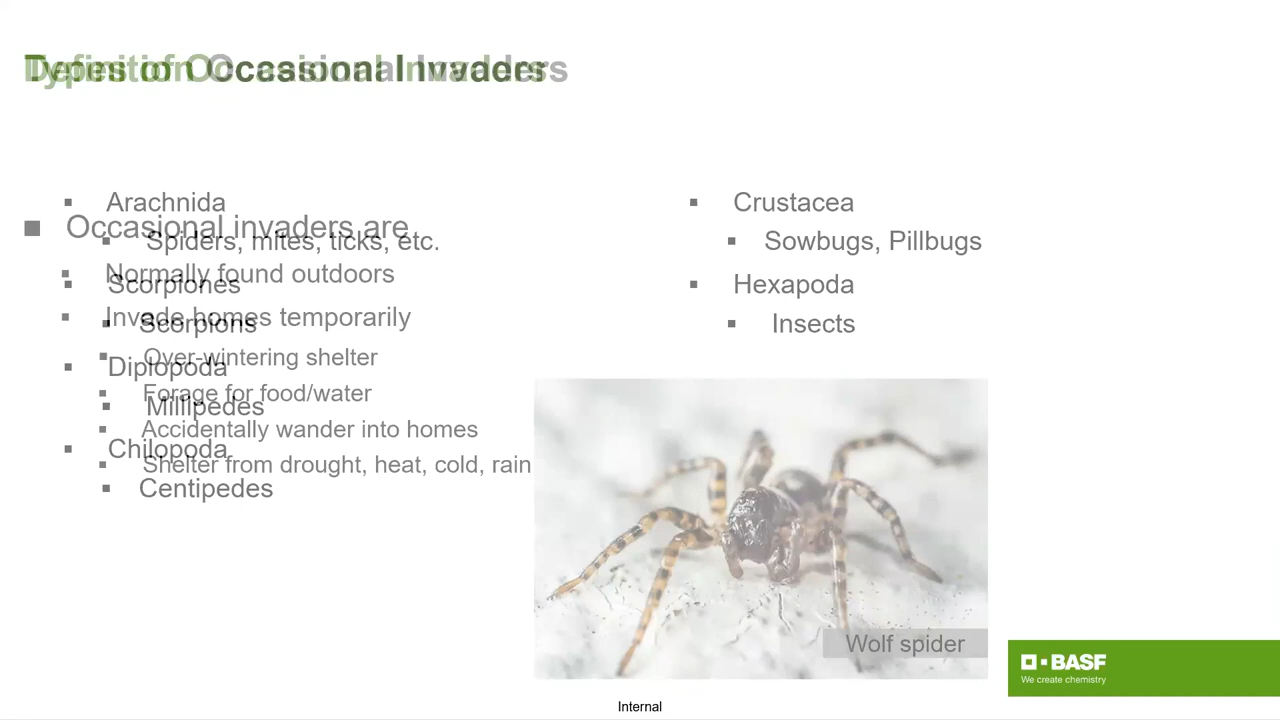 Definition Occasional Invaders
Types of Occasional Invaders
Occasional invaders are
Normally found outdoors
Invade homes temporarily
Over-wintering shelter
Forage for food/water
Accidentally wander into homes
Shelter from drought, heat, cold, rain
Arachnida
Spiders, mites, ticks, etc.
Scorpiones
Scorpions
Diplopoda
Millipedes
Chilopoda
Centipedes
Crustacea
Sowbugs, Pillbugs
Hexapoda
Insects
Wolf spider
BASF
We create chemistry
Internal